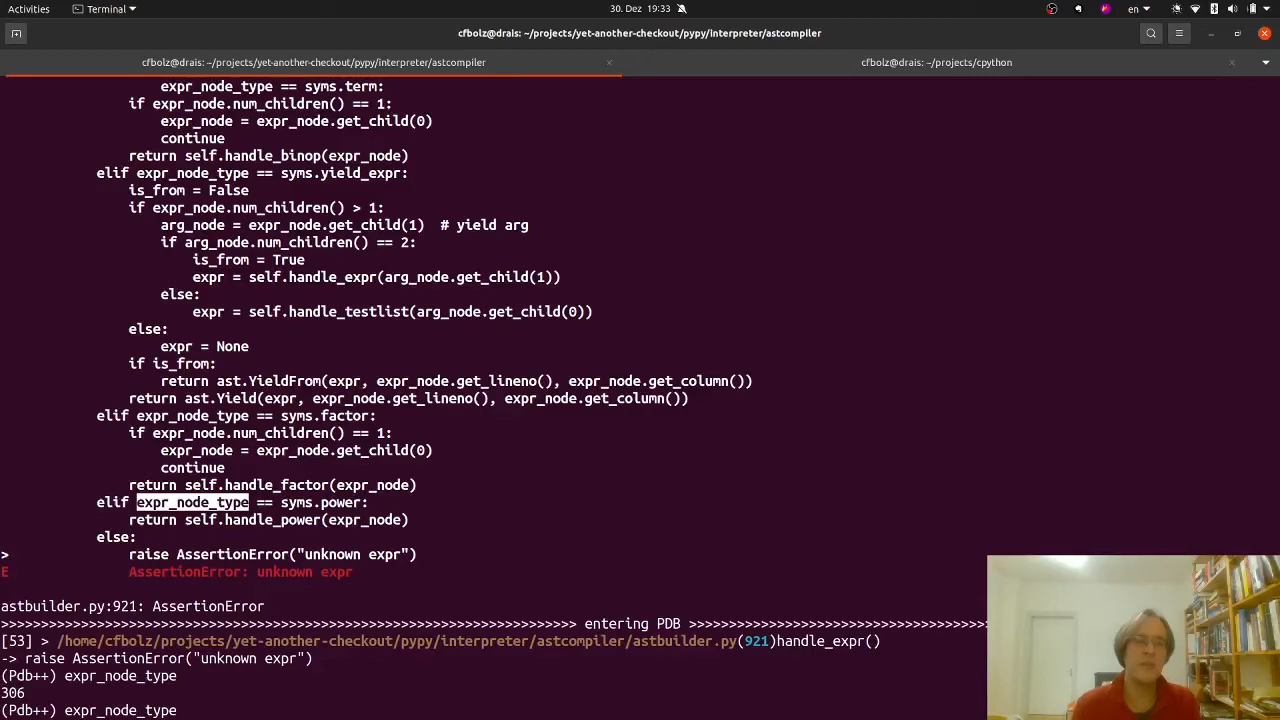 Activities
Terminal
30. Dez 19:33
en
cfbolz@drais: ~/projects/yet-another-checkout/pypy/interpreter/astcompiler
cfbolz@drais: ~/projects/yet-another-checkout/pypy/interpreter/astcompiler
cfbolz@drais: ~/projects/cpython
expr_node_type == syms.term:
if expr_node.num_children() == 1:
expr_node = expr_node.get_child(0)
continue
return self.handle_binop(expr_node)
elif expr_node_type == syms.yield_expr:
is_from = False
if expr_node.num_children() > 1:
arg_node = expr_node.get_child(1)  # yield arg
if arg_node.num_children() == 2:
is_from = True
expr = self.handle_expr(arg_node.get_child(1))
else:
expr = self.handle_testlist(arg_node.get_child(0))
else:
expr = None
if is_from:
return ast.YieldFrom(expr, expr_node.get_lineno(), expr_node.get_column())
return ast.Yield(expr, expr_node.get_lineno(), expr_node.get_column())
elif expr_node_type == syms.factor:
if expr_node.num_children() == 1:
expr_node = expr_node.get_child(0)
continue
return self.handle_factor(expr_node)
elif expr_node_type == syms.power:
return self.handle_power(expr_node)
else:
> raise AssertionError("unknown expr")
E AssertionError: unknown expr
astbuilder.py:921: AssertionError
>>>>>>>>>>>>>>>>>>>>>>>>>>>>>>>>>>>>>>>>>>>>>>>>>>>>>>>>>>>>>>>>>>>>>>>> entering PDB >>>>>>>>>>>>>>>>>>>>>>>>>>>>>>>>>>>>>
[53] > /home/cfbolz/projects/yet-another-checkout/pypy/interpreter/astcompiler/astbuilder.py(921)handle_expr()
-> raise AssertionError("unknown expr")
(Pdb++) expr_node_type
306
(Pdb++) expr_node_type